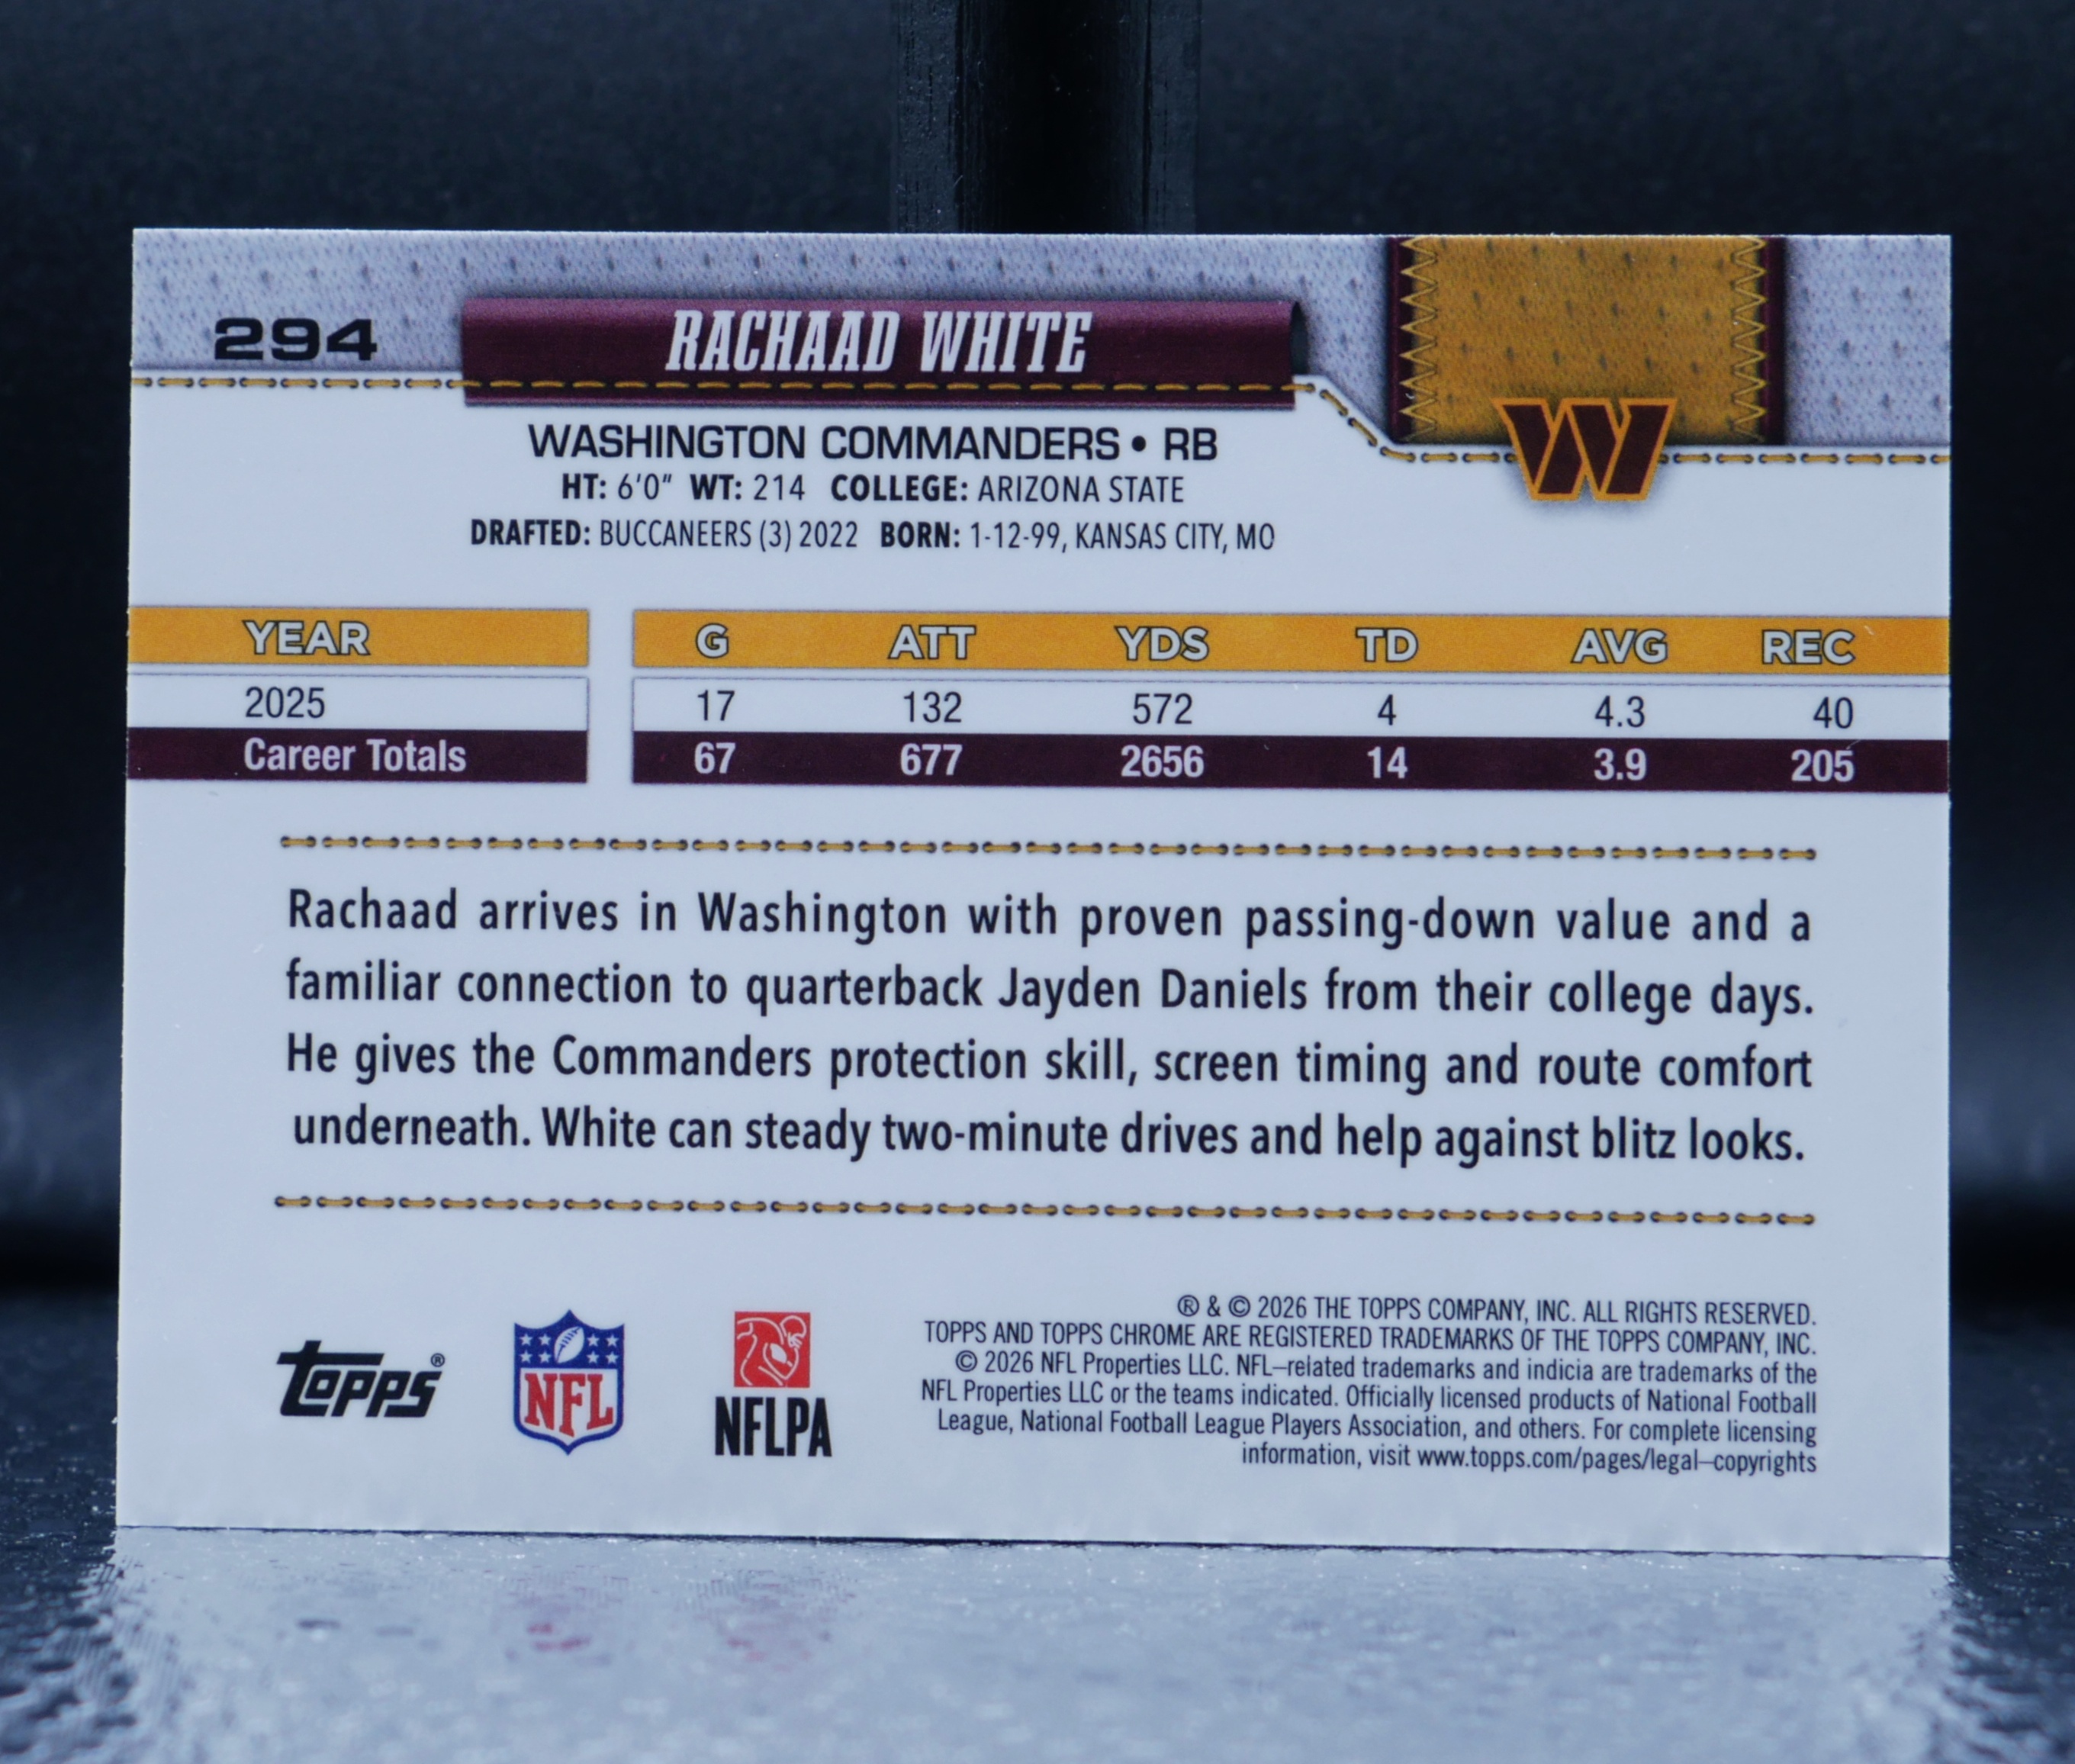 294
RACHAAD WHITE
WASHINGTON COMMANDERS • RB
HT: 6'0" WT: 214 COLLEGE: ARIZONA STATE
DRAFTED: BUCCANEERS (3) 2022 BORN: 1-12-99, KANSAS CITY, MO
W
YEAR G ATT YDS TD AVG REC
2025 17 132 572 4 4.3 40
Career Totals 67 677 2656 14 3.9 205
Rachaad arrives in Washington with proven passing-down value and a
familiar connection to quarterback Jayden Daniels from their college days.
He gives the Commanders protection skill, screen timing and route comfort
underneath. White can steady two-minute drives and help against blitz looks.
topps®
NFL
NFLPA
® & © 2026 THE TOPPS COMPANY, INC. ALL RIGHTS RESERVED.
TOPPS AND TOPPS CHROME ARE REGISTERED TRADEMARKS OF THE TOPPS COMPANY, INC.
© 2026 NFL Properties LLC. NFL–related trademarks and indicia are trademarks of the
NFL Properties LLC or the teams indicated. Officially licensed products of National Football
League, National Football League Players Association, and others. For complete licensing
information, visit www.topps.com/pages/legal–copyrights